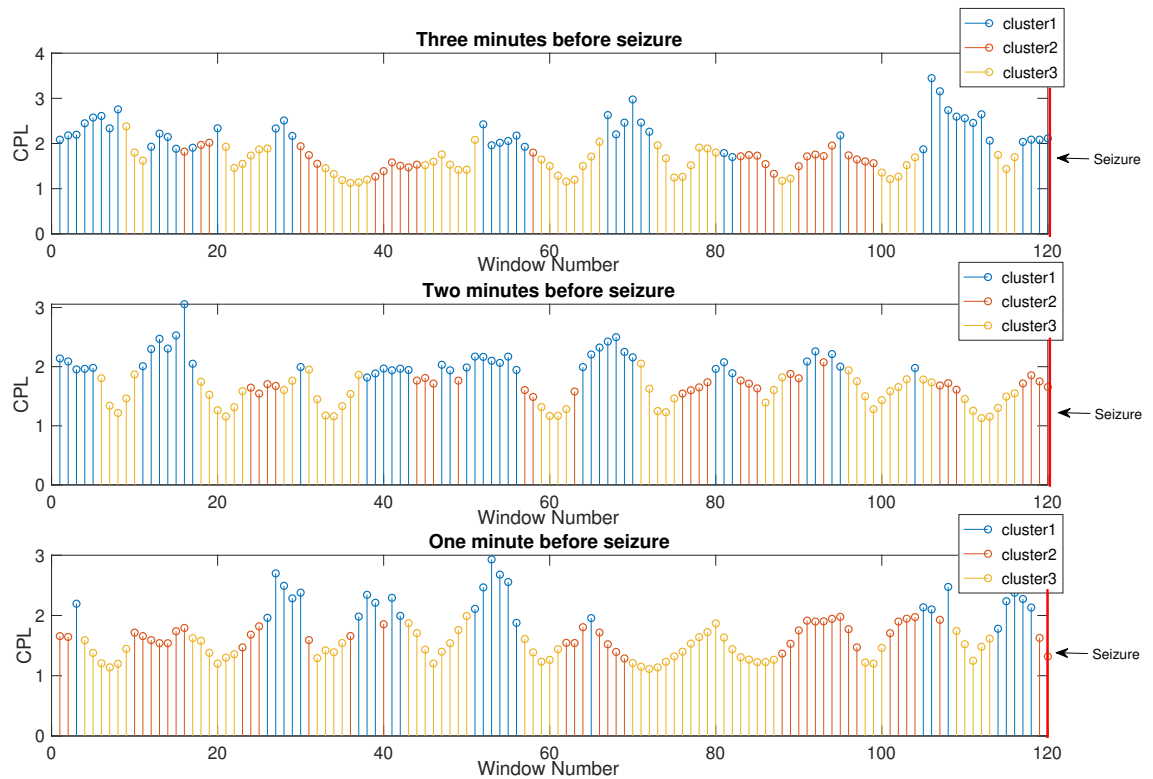 Three minutes before seizure
cluster1
cluster2
cluster3
CPL
4
3
2
1
0
0 20 40 60 80 100 120
Window Number
Seizure
Two minutes before seizure
cluster1
cluster2
cluster3
CPL
3
2
1
0
0 20 40 60 80 100 120
Window Number
Seizure
One minute before seizure
cluster1
cluster2
cluster3
CPL
3
2
1
0
0 20 40 60 80 100 120
Window Number
Seizure